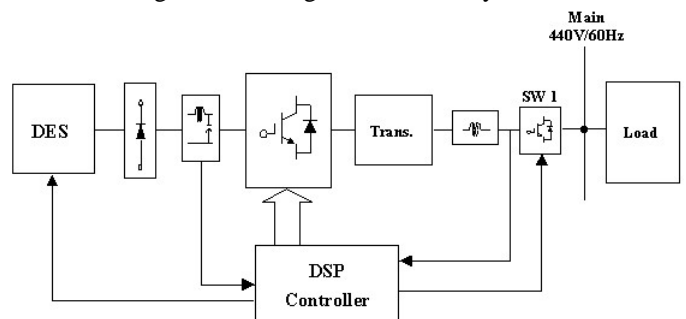 Main
440V/60Hz
SW 1
DES
Trans.
Load
DSP
Controller